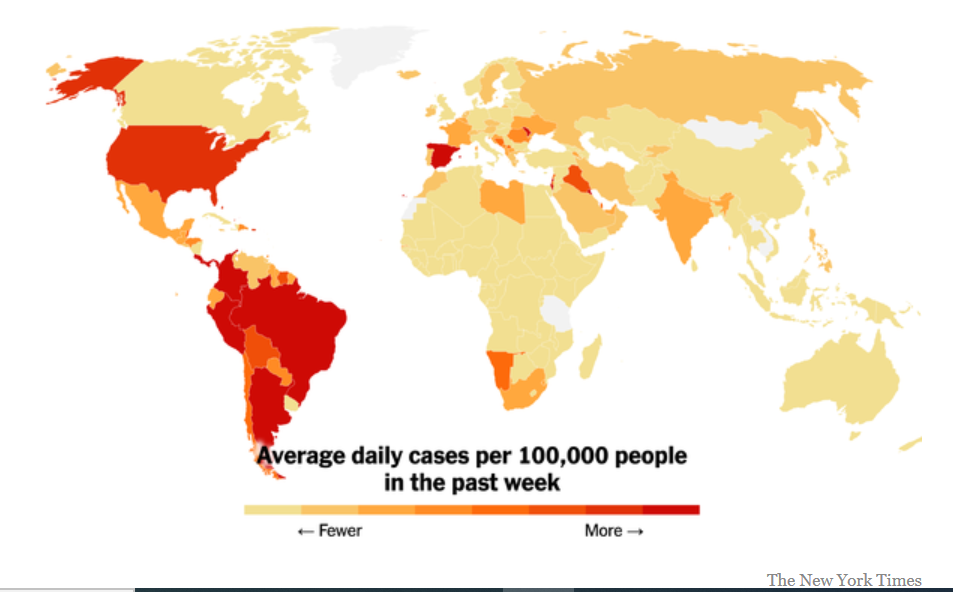 Average daily cases per 100,000 people
in the past week
← Fewer
More →
The New York Times